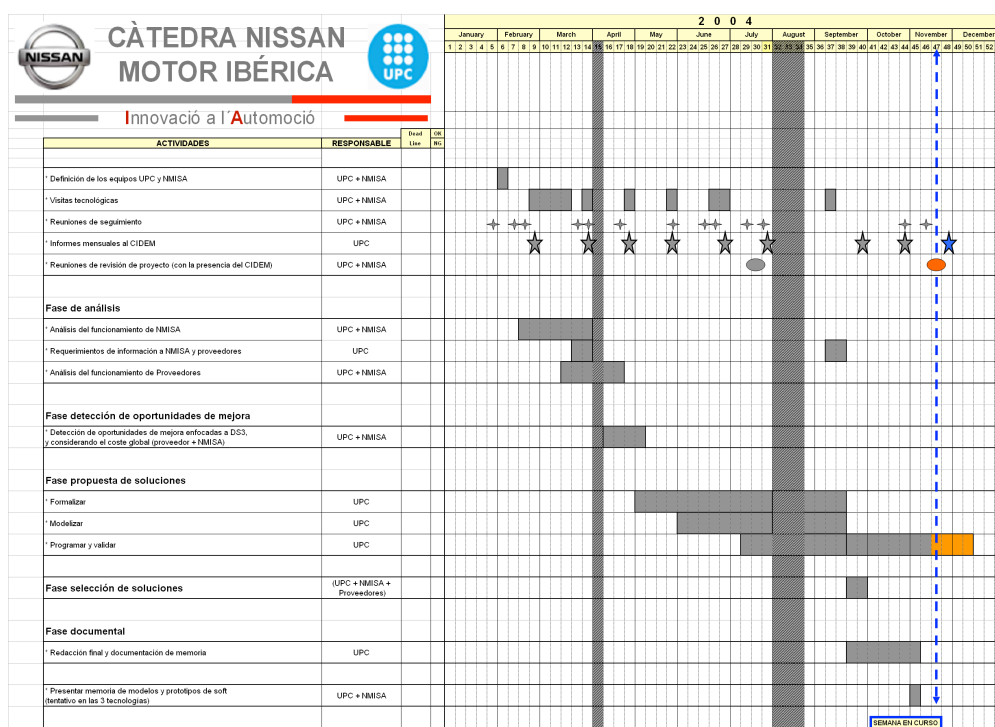 2 0 0 4
January February March April May June July August September October November December
1 2 3 4 5 6 7 8 9 10 11 12 13 14 15 16 17 18 19 20 21 22 23 24 25 26 27 28 29 30 31 32 33 34 35 36 37 38 39 40 41 42 43 44 45 46 47 48 49 50 51 52
NISSAN
CÀTEDRA NISSAN
MOTOR IBÉRICA
UPC
Innovació a l´Automoció
ACTIVIDADES RESPONSABLE Dead Line OK NG
* Definición de los equipos UPC y NMISA UPC + NMISA
* Visitas tecnológicas UPC + NMISA
* Reuniones de seguimiento UPC + NMISA
* Informes mensuales al CIDEM UPC
* Reuniones de revisión de proyecto (con la presencia del CIDEM) UPC + NMISA
Fase de análisis
* Análisis del funcionamiento de NMISA UPC + NMISA
* Requerimientos de información a NMISA y proveedores UPC
* Análisis del funcionamiento de Proveedores UPC + NMISA
Fase detección de oportunidades de mejora
* Detección de oportunidades de mejora enfocadas a DS3,
y considerando el coste global (proveedor + NMISA) UPC + NMISA
Fase propuesta de soluciones
* Formalizar UPC
* Modelizar UPC
* Programar y validar UPC
Fase selección de soluciones (UPC + NMISA +
Proveedores)
Fase documental
* Redacción final y documentación de memoria UPC
* Presentar memoria de modelos y prototipos de soft
(tentativo en las 3 tecnologías) UPC + NMISA
SEMANA EN CURSO